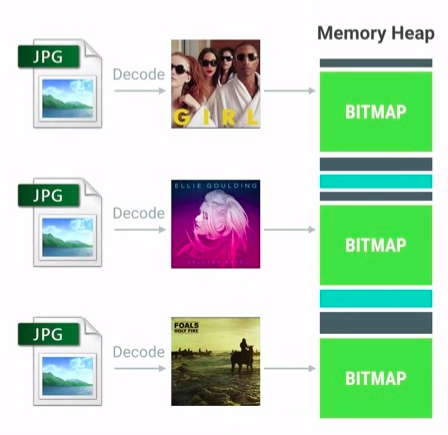 Memory Heap
JPG
Decode
GIRL
BITMAP
JPG
Decode
ELLIE GOULDING
BITMAP
JPG
Decode
FOALS
HOLY FIRE
BITMAP